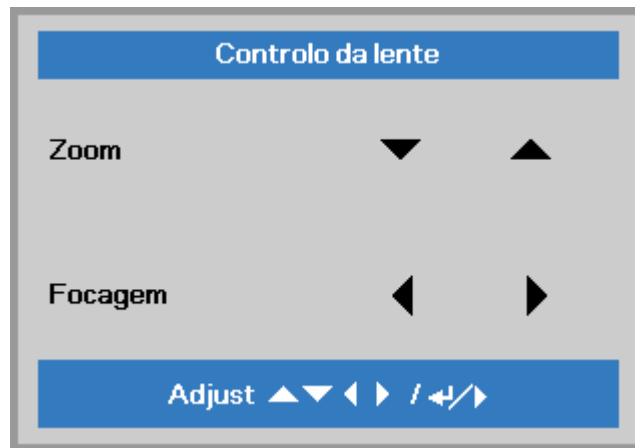 Controlo da lente
Zoom ▼ ▲
Focagem ◀ ▶
Adjust ▲▼◀ ▶ / ↵/▶